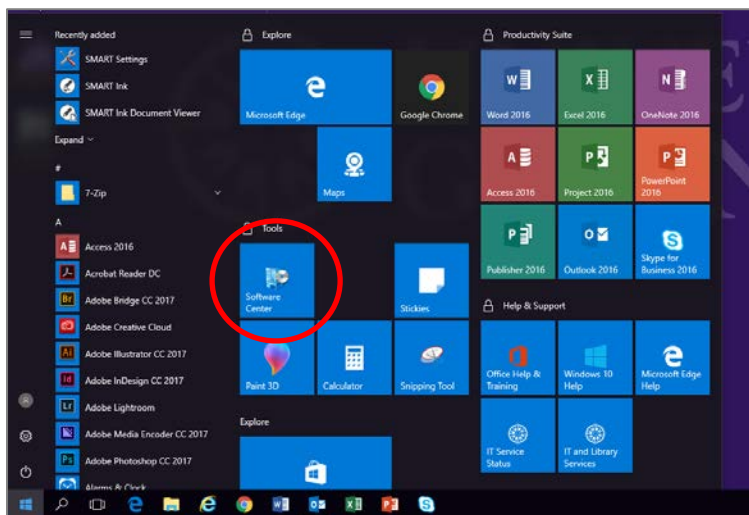 Recently added
SMART Settings
SMART Ink
SMART Ink Document Viewer
Expand
#
7-Zip
A
Access 2016
Acrobat Reader DC
Adobe Bridge CC 2017
Adobe Creative Cloud
Adobe Illustrator CC 2017
Adobe InDesign CC 2017
Adobe Lightroom
Adobe Media Encoder CC 2017
Adobe Photoshop CC 2017
Alarms & Clock
Explore
Microsoft Edge
Google Chrome
Maps
Tools
Software
Center
Stickies
Paint 3D
Calculator
Snipping Tool
Explore
Productivity Suite
Word 2016
Excel 2016
OneNote 2016
Access 2016
Project 2016
PowerPoint
2016
Publisher 2016
Outlook 2016
Skype for
Business 2016
Help & Support
Office Help &
Training
Windows 10
Help
Microsoft Edge
Help
IT Service
Status
IT and Library
Services